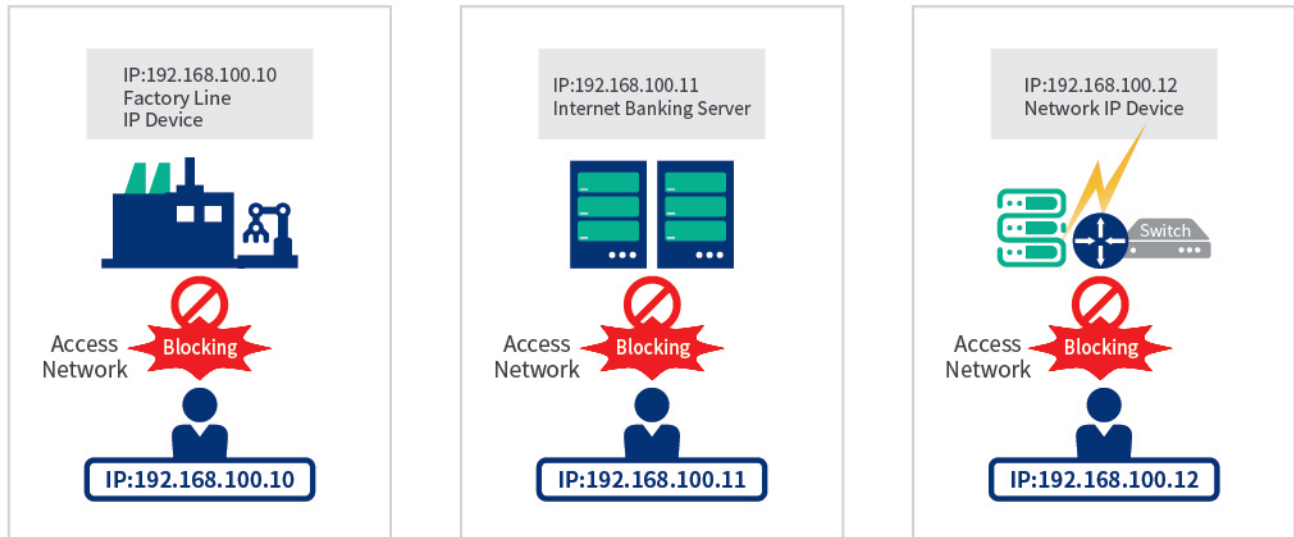 IP:192.168.100.10
Factory Line
IP Device
Access
Network
Blocking
IP:192.168.100.10
IP:192.168.100.11
Internet Banking Server
Access
Network
Blocking
IP:192.168.100.11
IP:192.168.100.12
Network IP Device
Switch
Access
Network
Blocking
IP:192.168.100.12